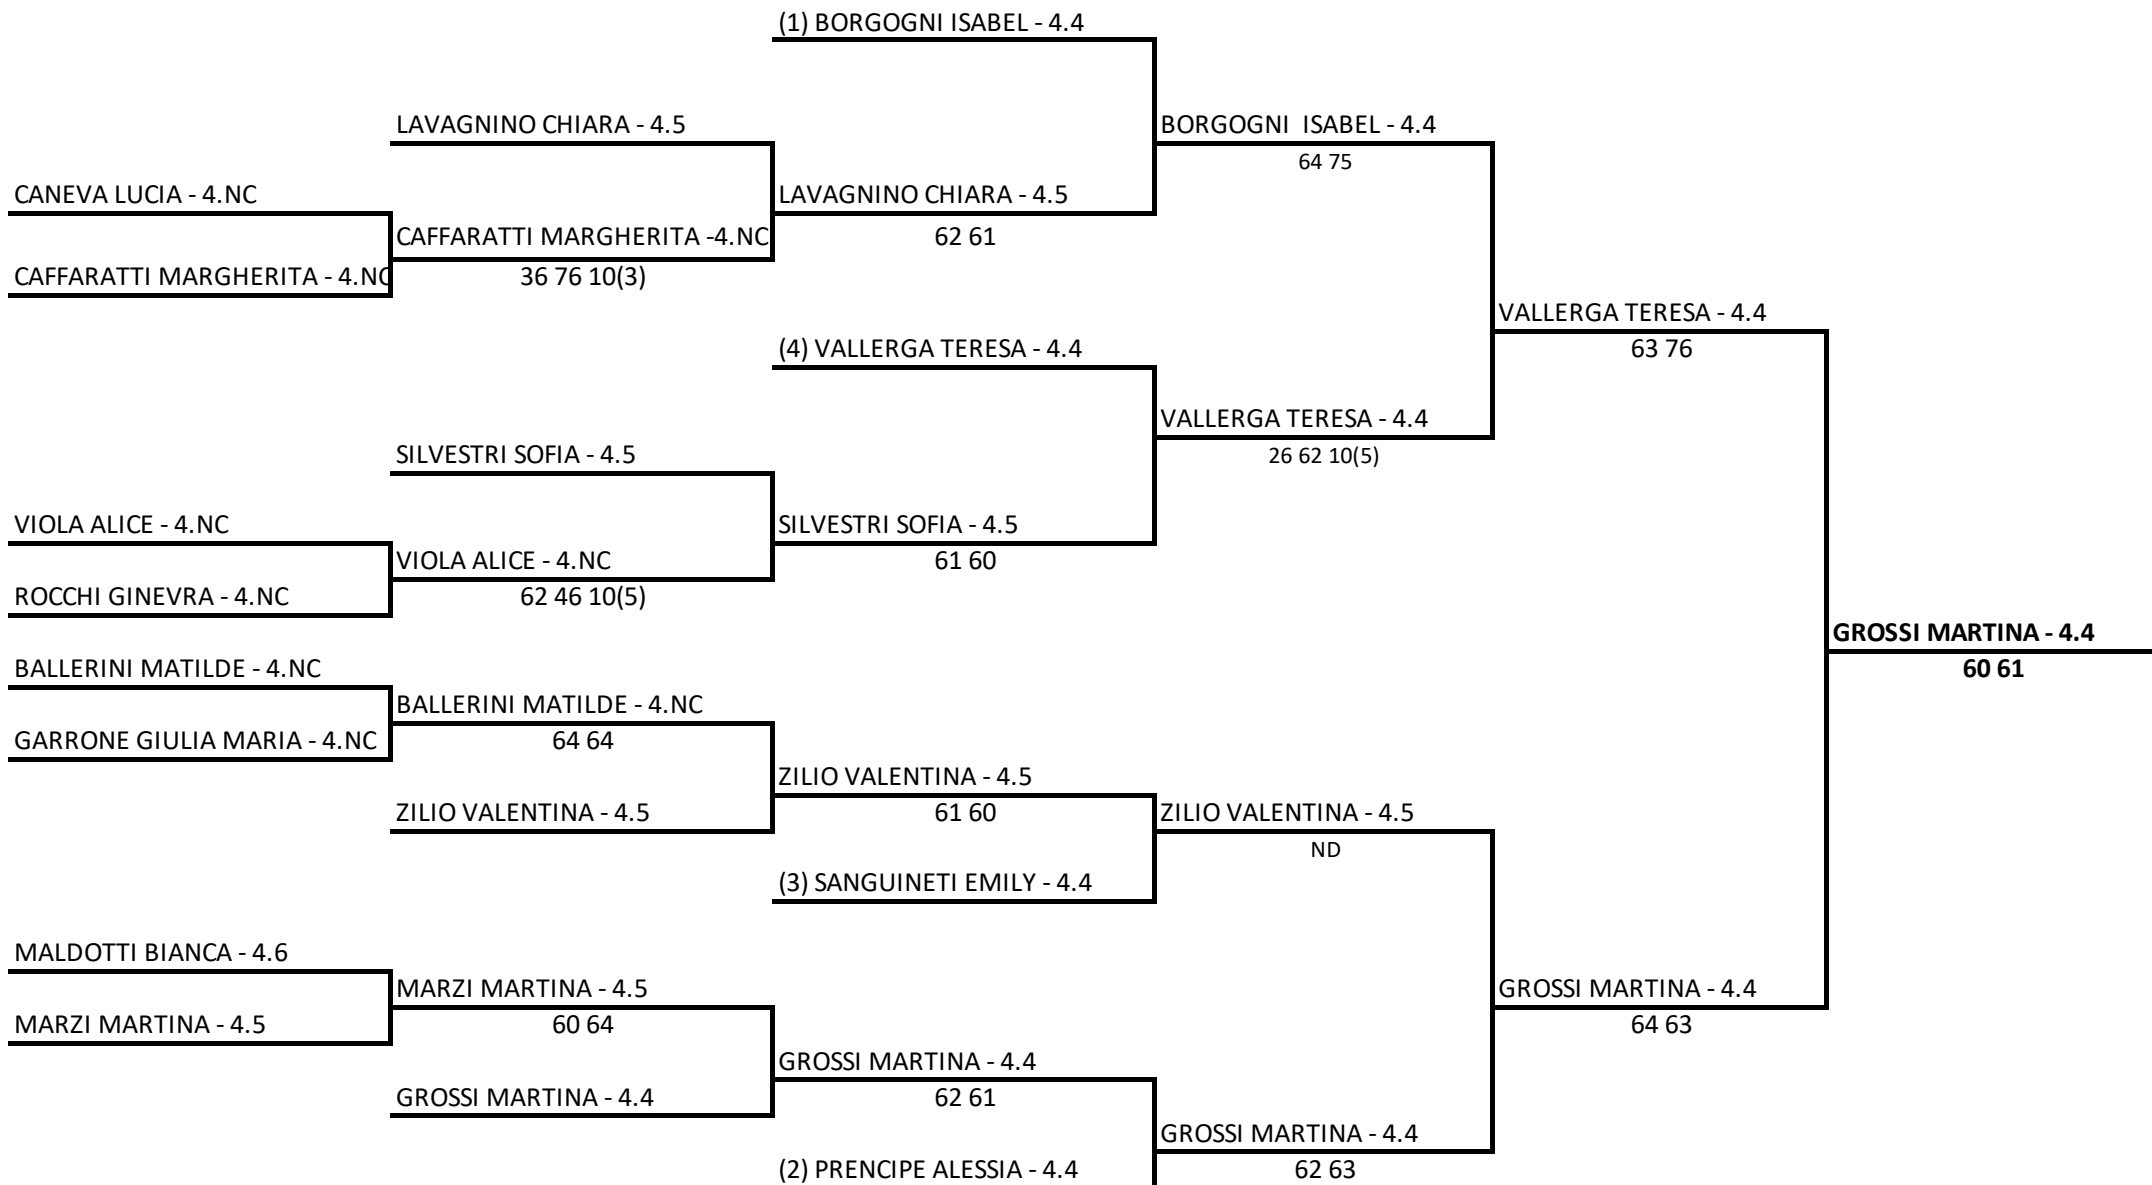 (1) BORGOGNI ISABEL - 4.4
LAVAGNINO CHIARA - 4.5
BORGOGNI  ISABEL - 4.4
64 75
CANEVA LUCIA - 4.NC
LAVAGNINO CHIARA - 4.5
CAFFARATTI MARGHERITA -4.NC
62 61
CAFFARATTI MARGHERITA - 4.NC
36 76 10(3)
VALLERGA TERESA - 4.4
(4) VALLERGA TERESA - 4.4
63 76
VALLERGA TERESA - 4.4
SILVESTRI SOFIA - 4.5
26 62 10(5)
VIOLA ALICE - 4.NC
SILVESTRI SOFIA - 4.5
VIOLA ALICE - 4.NC
61 60
ROCCHI GINEVRA - 4.NC
62 46 10(5)
GROSSI MARTINA - 4.4
BALLERINI MATILDE - 4.NC
60 61
BALLERINI MATILDE - 4.NC
GARRONE GIULIA MARIA - 4.NC
64 64
ZILIO VALENTINA - 4.5
ZILIO VALENTINA - 4.5
61 60
ZILIO VALENTINA - 4.5
ND
(3) SANGUINETI EMILY - 4.4
MALDOTTI BIANCA - 4.6
MARZI MARTINA - 4.5
GROSSI MARTINA - 4.4
MARZI MARTINA - 4.5
60 64
64 63
GROSSI MARTINA - 4.4
GROSSI MARTINA - 4.4
62 61
GROSSI MARTINA - 4.4
(2) PRENCIPE ALESSIA - 4.4
62 63